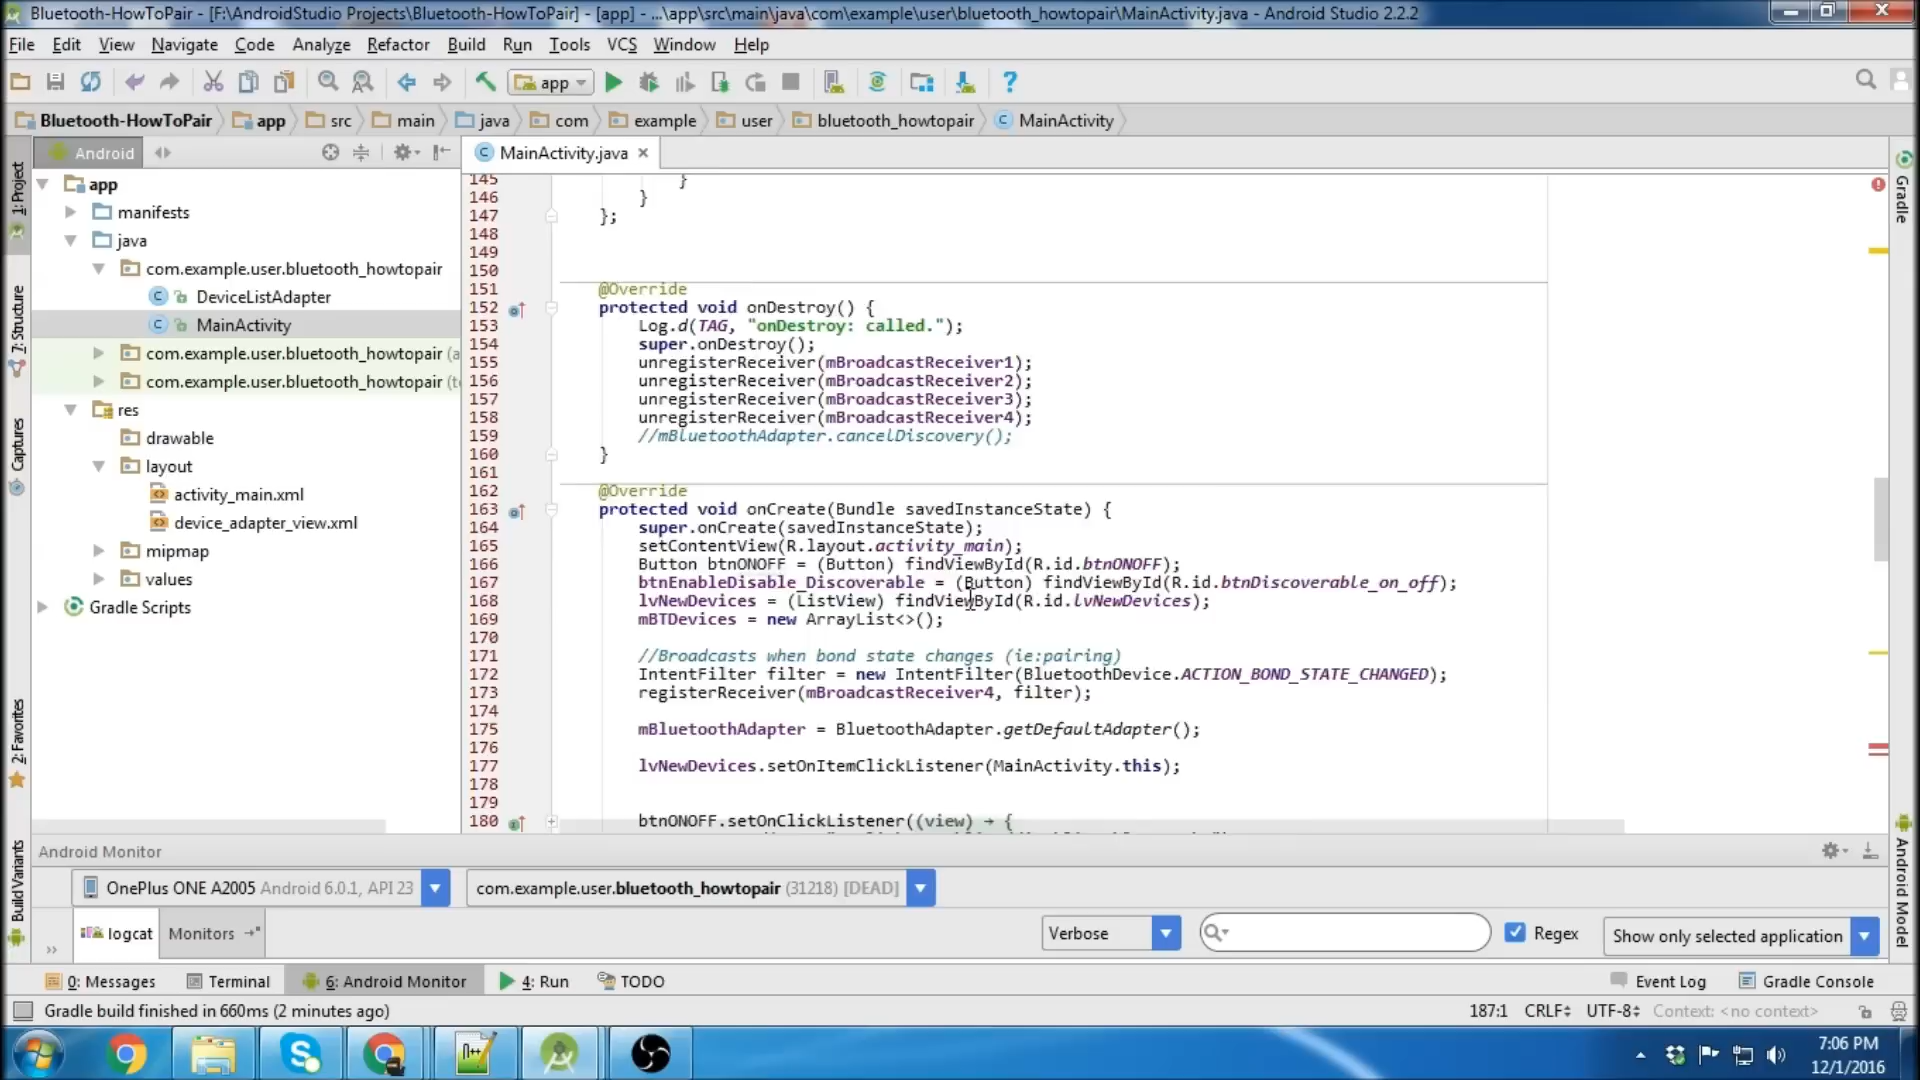 Bluetooth-HowToPair - [F:\AndroidStudio Projects\Bluetooth-HowToPair] - [app] - ...\app\src\main\java\com\example\user\bluetooth_howtopair\MainActivity.java - Android Studio 2.2.2
File Edit View Navigate Code Analyze Refactor Build Run Tools VCS Window Help
app
Bluetooth-HowToPair app src main java com example user bluetooth_howtopair MainActivity
Android
MainActivity.java
1: Project
7: Structure
Captures
2: Favorites
Build Variants
app
manifests
java
com.example.user.bluetooth_howtopair
DeviceListAdapter
MainActivity
com.example.user.bluetooth_howtopair (a
com.example.user.bluetooth_howtopair (te
res
drawable
layout
activity_main.xml
device_adapter_view.xml
mipmap
values
Gradle Scripts
145 }
146 }
147 };
148
149
150
151 @Override
152 protected void onDestroy() {
153 Log.d(TAG, "onDestroy: called.");
154 super.onDestroy();
155 unregisterReceiver(mBroadcastReceiver1);
156 unregisterReceiver(mBroadcastReceiver2);
157 unregisterReceiver(mBroadcastReceiver3);
158 unregisterReceiver(mBroadcastReceiver4);
159 //mBluetoothAdapter.cancelDiscovery();
160 }
161
162 @Override
163 protected void onCreate(Bundle savedInstanceState) {
164 super.onCreate(savedInstanceState);
165 setContentView(R.layout.activity_main);
166 Button btnONOFF = (Button) findViewById(R.id.btnONOFF);
167 btnEnableDisable_Discoverable = (Button) findViewById(R.id.btnDiscoverable_on_off);
168 lvNewDevices = (ListView) findViewById(R.id.lvNewDevices);
169 mBTDevices = new ArrayList<>();
170
171 //Broadcasts when bond state changes (ie:pairing)
172 IntentFilter filter = new IntentFilter(BluetoothDevice.ACTION_BOND_STATE_CHANGED);
173 registerReceiver(mBroadcastReceiver4, filter);
174
175 mBluetoothAdapter = BluetoothAdapter.getDefaultAdapter();
176
177 lvNewDevices.setOnItemClickListener(MainActivity.this);
178
179
180 btnONOFF.setOnClickListener((view) → {
Gradle
Android Model
Android Monitor
OnePlus ONE A2005 Android 6.0.1, API 23
com.example.user.bluetooth_howtopair (31218) [DEAD]
logcat Monitors
Verbose
Regex
Show only selected application
0: Messages Terminal 6: Android Monitor 4: Run TODO Event Log Gradle Console
Gradle build finished in 660ms (2 minutes ago) 187:1 CRLF UTF-8 Context: <no context>
7:06 PM
12/1/2016